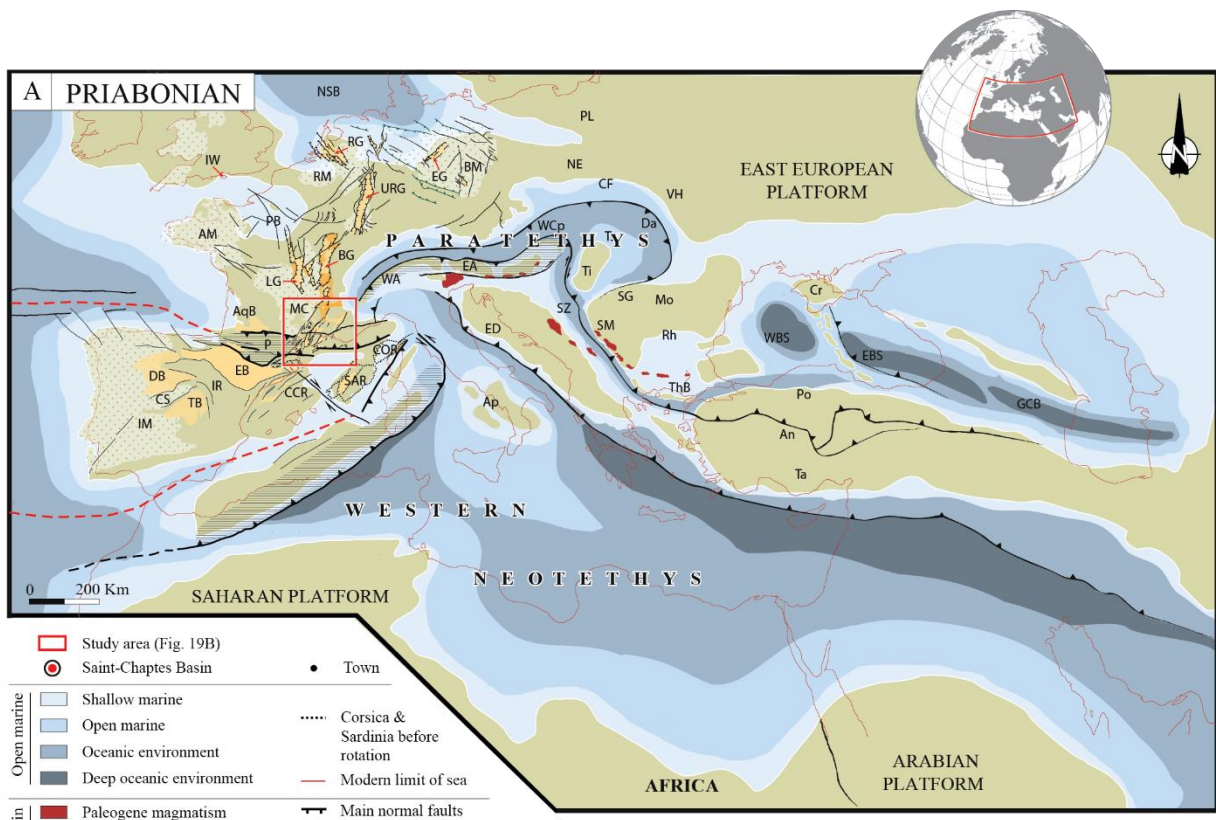 A PRIABONIAN
NSB
PL
IW
RG
RM
EG
BM
NE
URG
CF
VH
EAST EUROPEAN
PLATFORM
N
AM
PB
WCp
Da
PARATETHYS
BG
LG
WA
EA
Ti
SG
Mo
Cr
AqB
MC
SZ
SM
Rh
WBS
P
COR
ED
EBS
DB
EB
IR
CS
TB
CCR
SAR
ThB
Po
GCB
IM
Ap
An
Ta
WESTERN
NEOTETHYS
0 200 Km
SAHARAN PLATFORM
Study area (Fig. 19B)
Saint-Chaptes Basin
Town
Open marine
Shallow marine
Open marine
Oceanic environment
Deep oceanic environment
Corsica &
Sardinia before
rotation
Modern limit of sea
Paleogene magmatism
Main normal faults
AFRICA
ARABIAN
PLATFORM